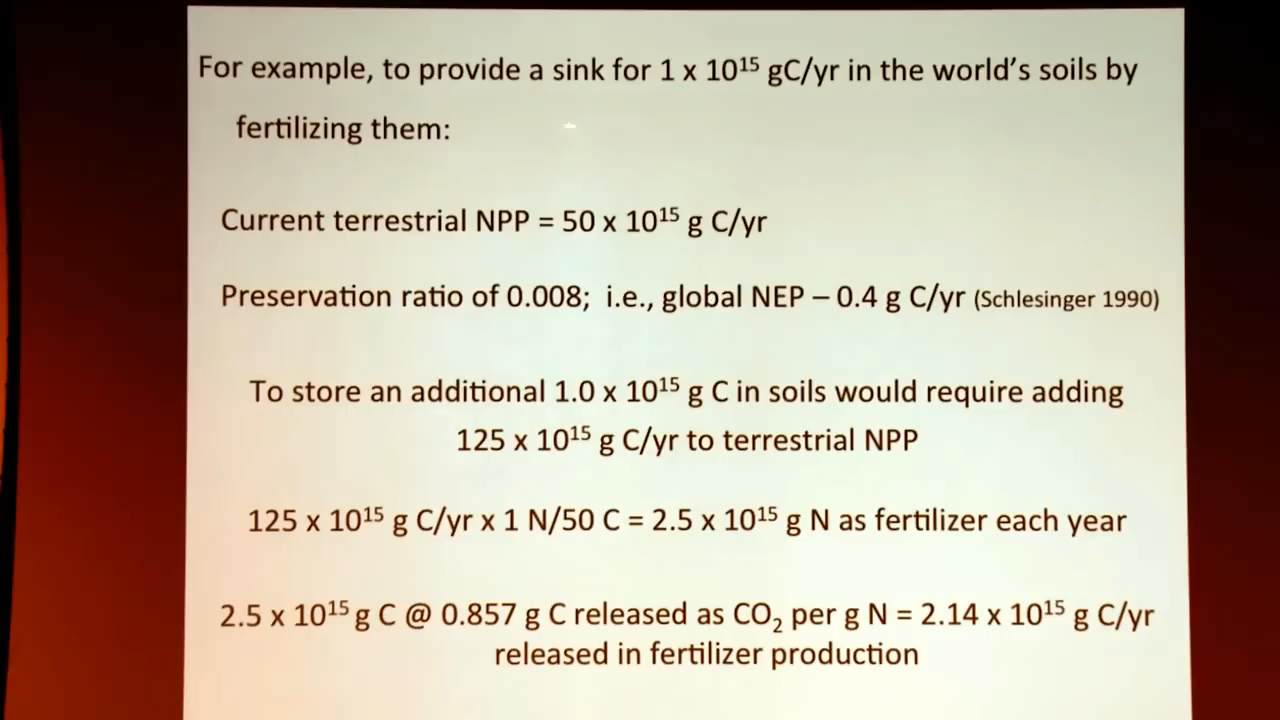 For example, to provide a sink for 1 x 10¹⁵ gC/yr in the world’s soils by
fertilizing them:
Current terrestrial NPP = 50 x 10¹⁵ g C/yr
Preservation ratio of 0.008; i.e., global NEP – 0.4 g C/yr (Schlesinger 1990)
To store an additional 1.0 x 10¹⁵ g C in soils would require adding
125 x 10¹⁵ g C/yr to terrestrial NPP
125 x 10¹⁵ g C/yr x 1 N/50 C = 2.5 x 10¹⁵ g N as fertilizer each year
2.5 x 10¹⁵ g C @ 0.857 g C released as CO₂ per g N = 2.14 x 10¹⁵ g C/yr
released in fertilizer production